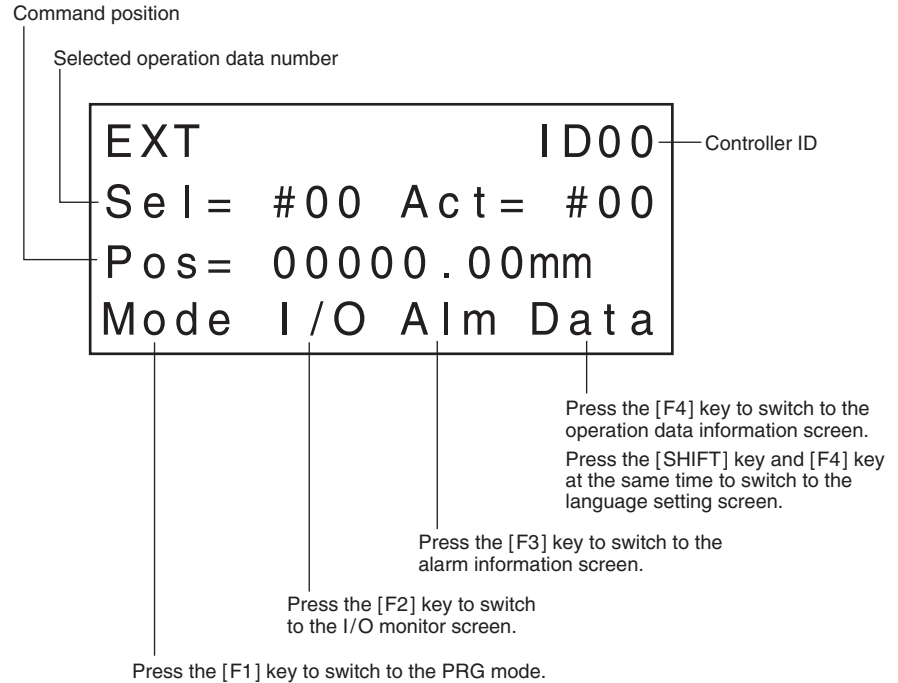 Command position
Selected operation data number
EXT ID00
Controller ID
Sel= #00 Act= #00
Pos= 00000.00mm
Mode I/O Alm Data
Press the [F4] key to switch to the
operation data information screen.
Press the [SHIFT] key and [F4] key
at the same time to switch to the
language setting screen.
Press the [F3] key to switch to the
alarm information screen.
Press the [F2] key to switch
to the I/O monitor screen.
Press the [F1] key to switch to the PRG mode.